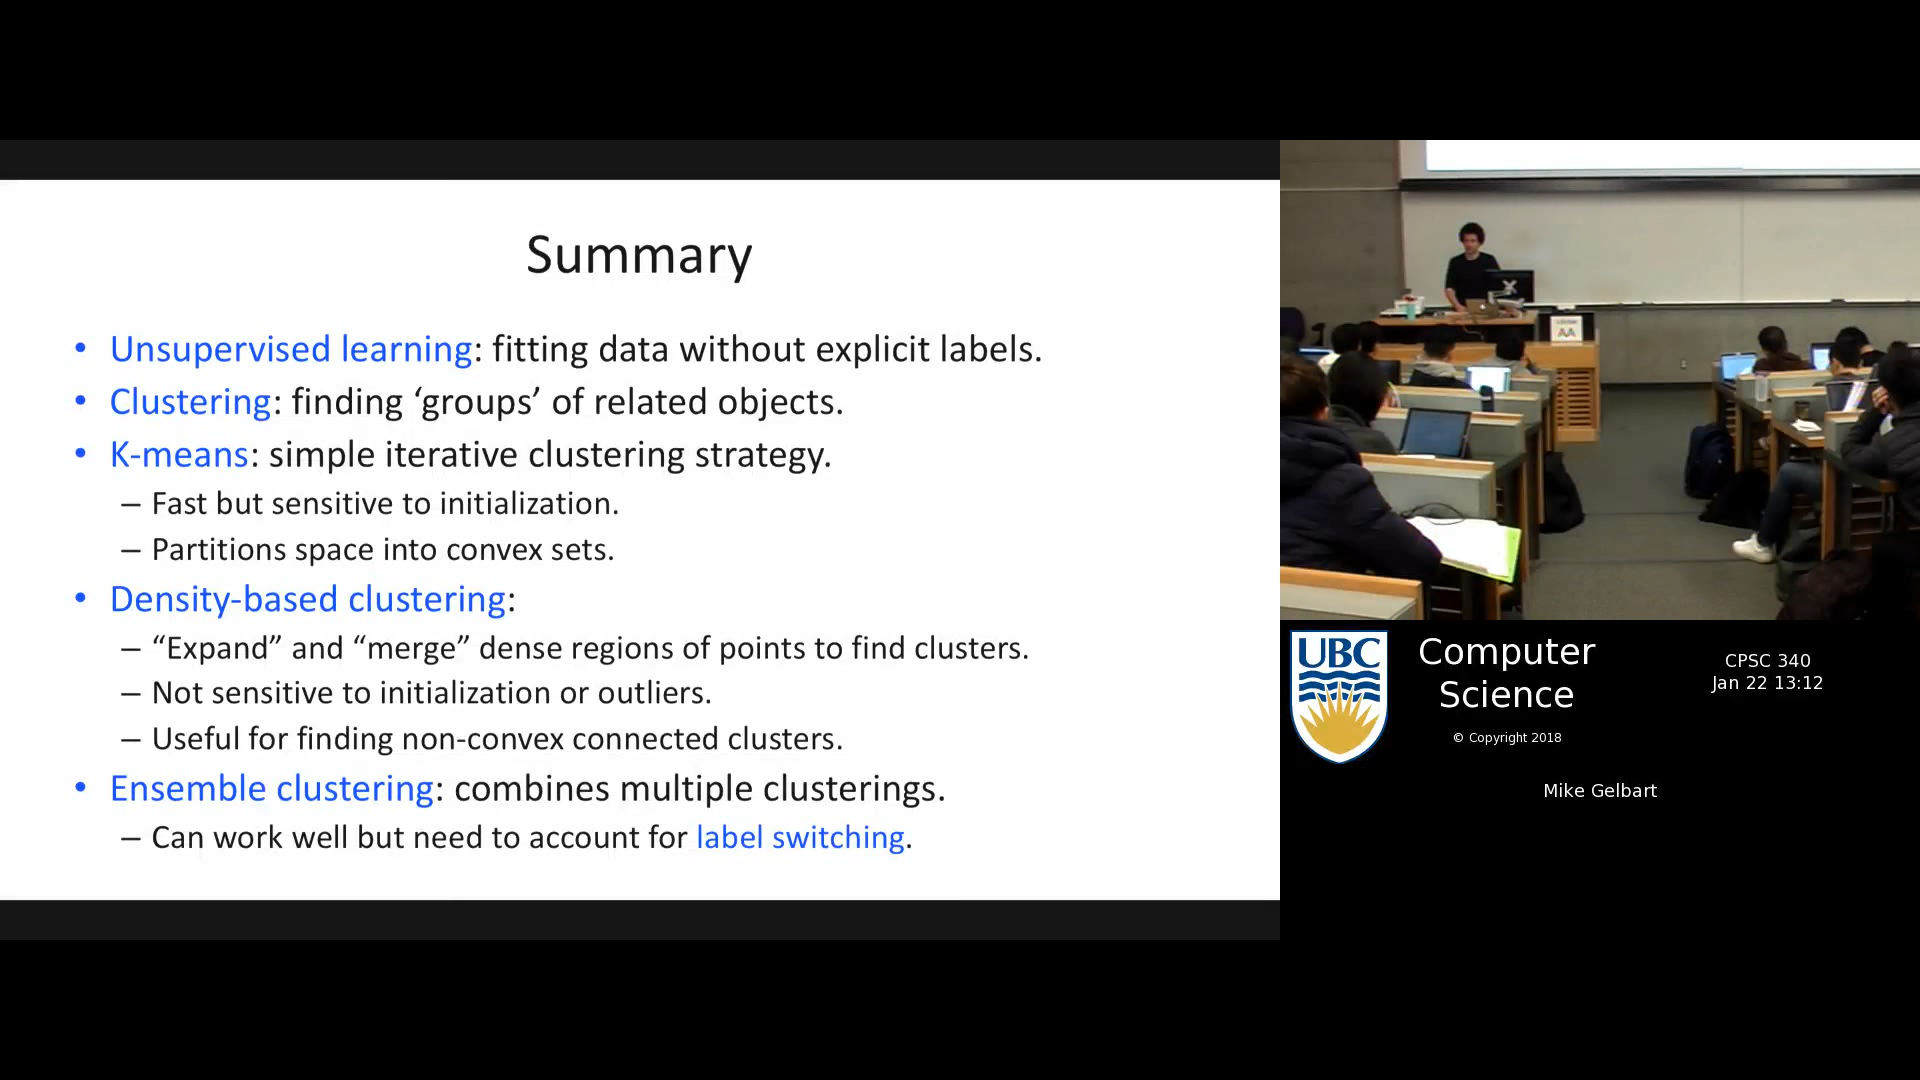 Summary
• Unsupervised learning: fitting data without explicit labels.
• Clustering: finding ‘groups’ of related objects.
• K-means: simple iterative clustering strategy.
– Fast but sensitive to initialization.
– Partitions space into convex sets.
• Density-based clustering:
– “Expand” and “merge” dense regions of points to find clusters.
– Not sensitive to initialization or outliers.
– Useful for finding non-convex connected clusters.
• Ensemble clustering: combines multiple clusterings.
– Can work well but need to account for label switching.
UBC
Computer
Science
© Copyright 2018
CPSC 340
Jan 22 13:12
Mike Gelbart